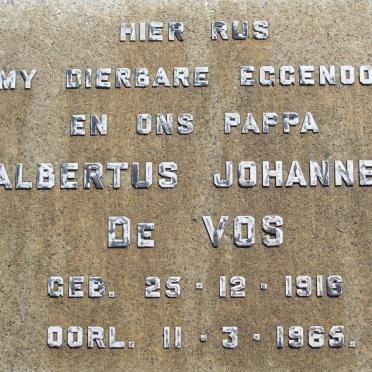 HIER RUS
MY DIERBARE EGGENOO
EN ONS PAPPA
ALBERTUS JOHANNE
De VOS
GEB. 25 · 12 · 1916
OORL. 11 · 3 · 1965.